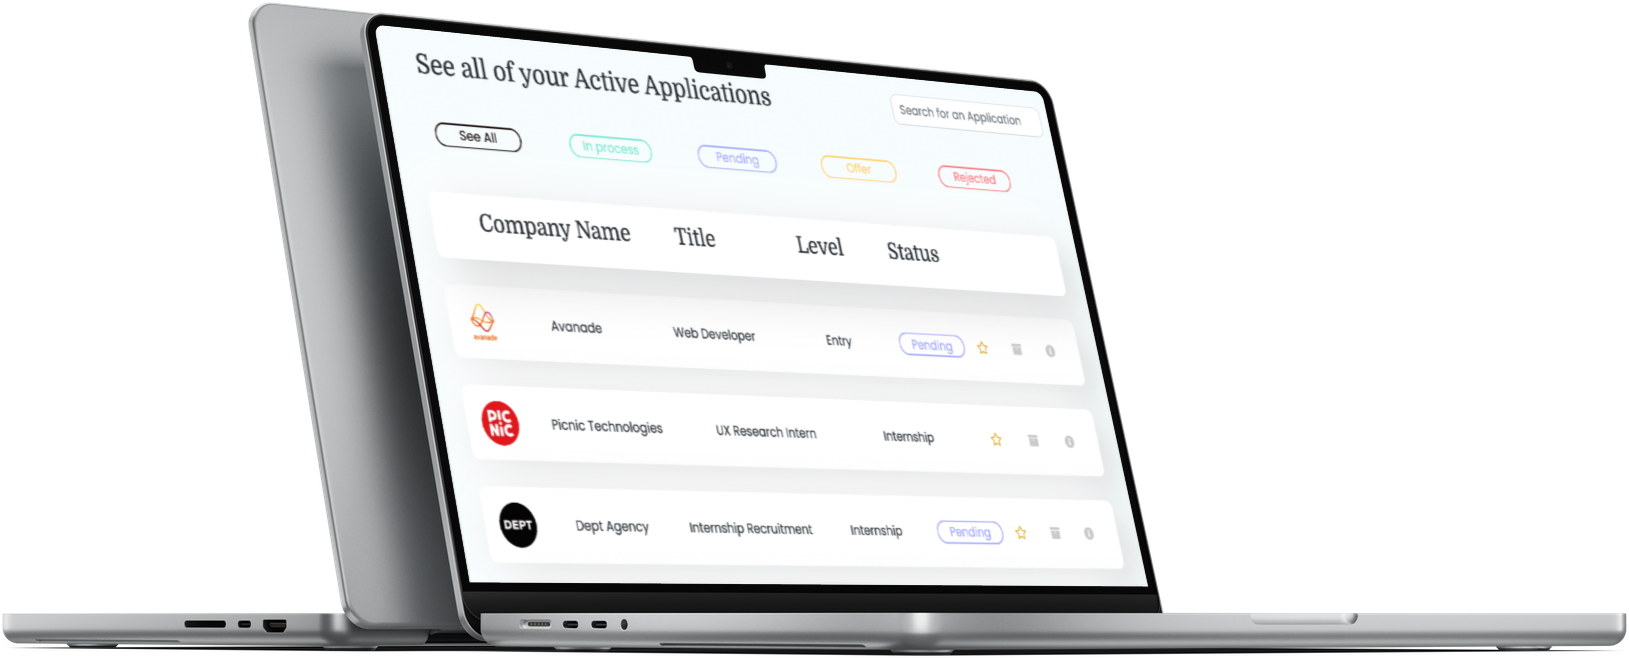 See all of your Active Applications
Search for an Application
See All
In process
Pending
Offer
Rejected
Company Name Title Level Status
avanade
Avanade Web Developer Entry Pending
PIC
NIC
Picnic Technologies UX Research Intern Internship
DEPT
Dept Agency Internship Recruitment Internship Pending